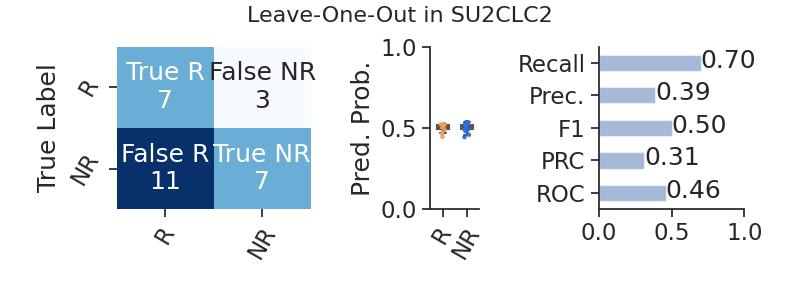 Leave-One-Out in SU2CLC2
True Label
R
NR
True R
7
False NR
3
False R
11
True NR
7
R
NR
Pred. Prob.
1.0
0.5
0.0
R
NR
Recall
0.70
Prec.
0.39
F1
0.50
PRC
0.31
ROC
0.46
0.0
0.5
1.0